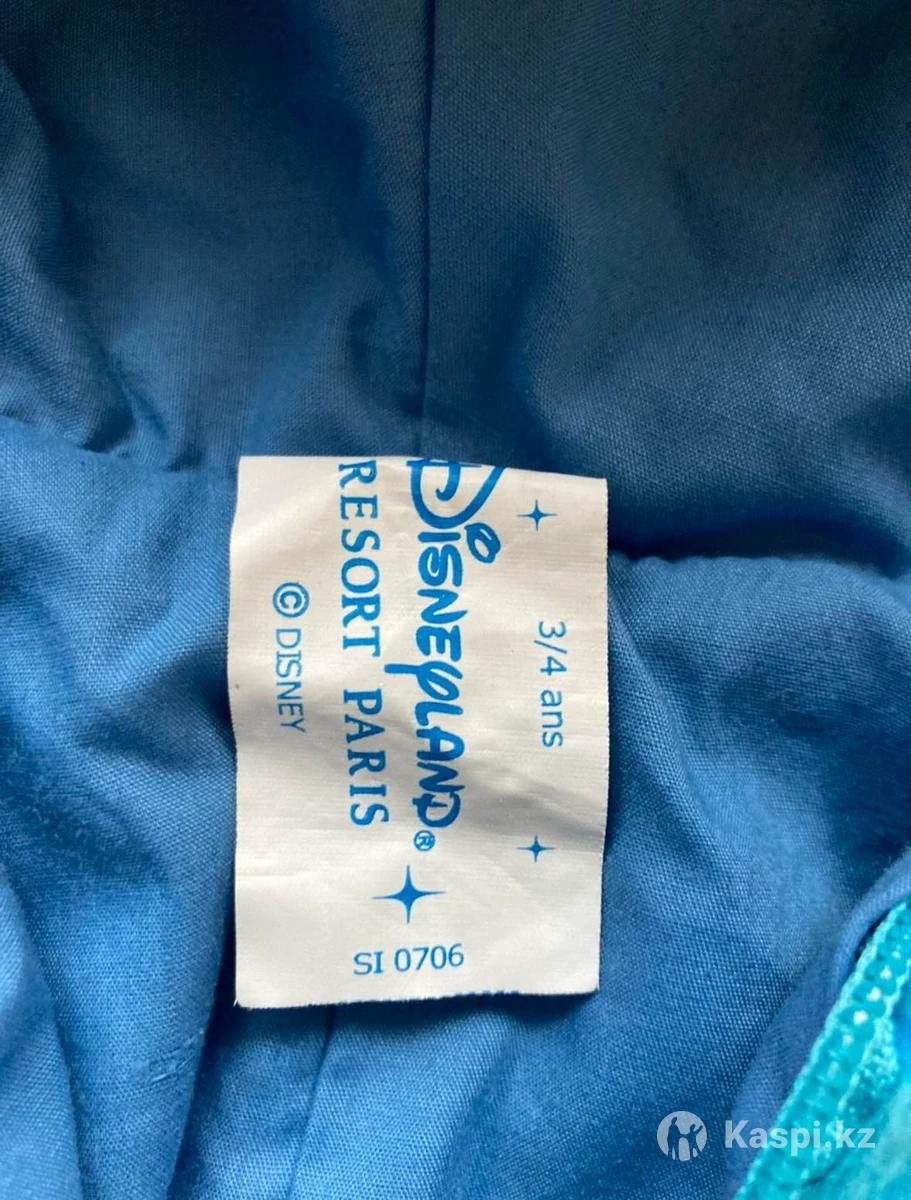 3/4 ans
DISNEYLAND®
RESORT PARIS
© DISNEY
SI 0706
Kaspi.kz